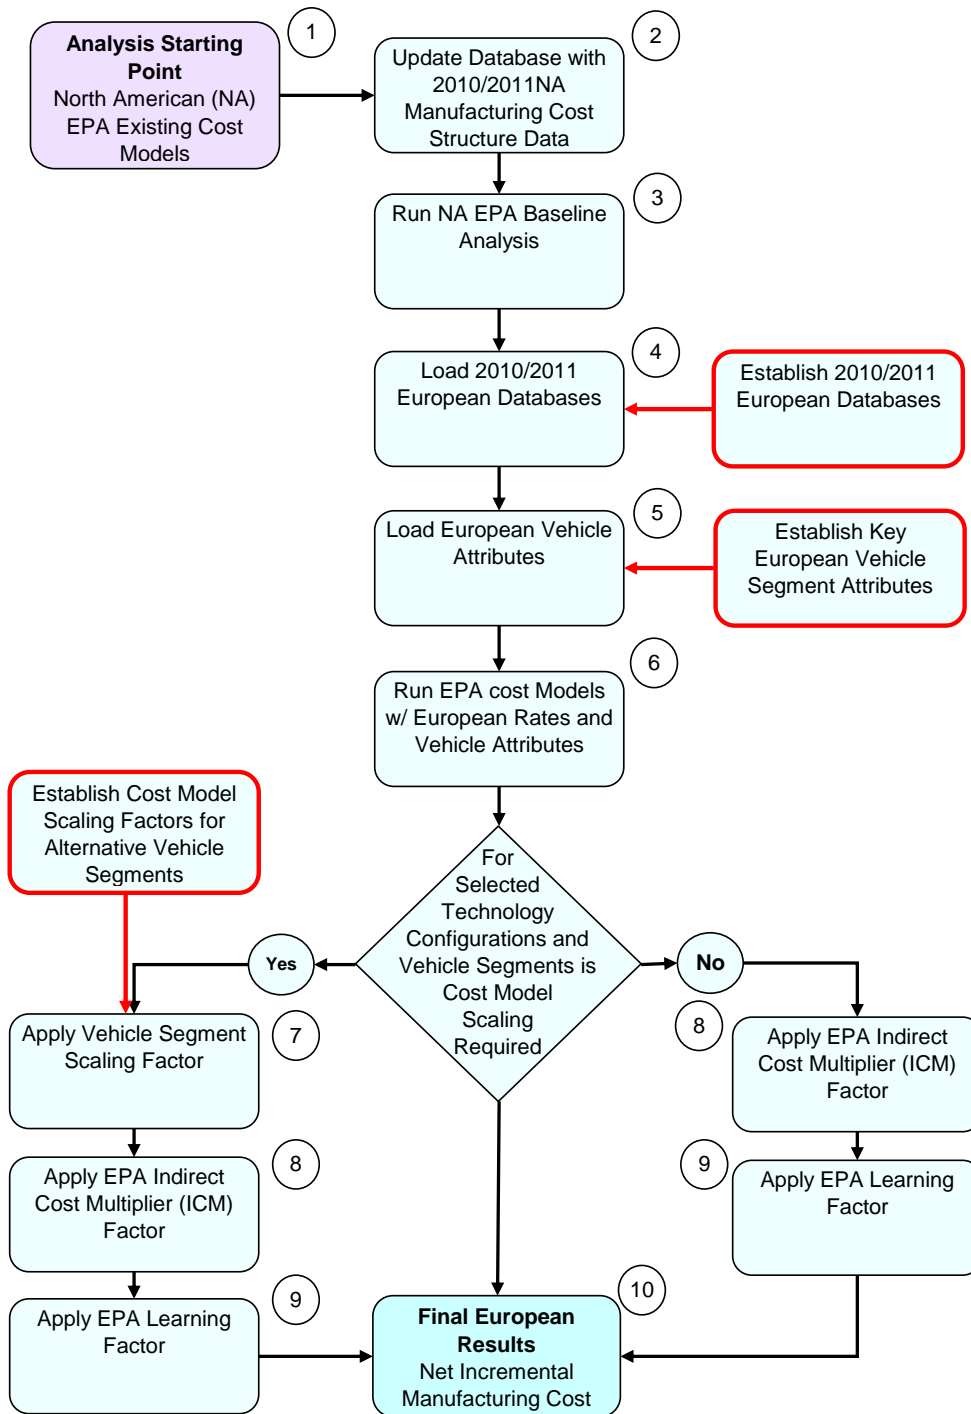 1
Analysis Starting
Point
North American (NA)
EPA Existing Cost
Models
2
Update Database with
2010/2011NA
Manufacturing Cost
Structure Data
3
Run NA EPA Baseline
Analysis
4
Load 2010/2011
European Databases
Establish 2010/2011
European Databases
5
Load European Vehicle
Attributes
Establish Key
European Vehicle
Segment Attributes
6
Run EPA cost Models
w/ European Rates and
Vehicle Attributes
Establish Cost Model
Scaling Factors for
Alternative Vehicle
Segments
For
Selected
Technology
Configurations and
Vehicle Segments is
Cost Model
Scaling
Required
Yes
No
7
Apply Vehicle Segment
Scaling Factor
8
Apply EPA Indirect
Cost Multiplier (ICM)
Factor
8
Apply EPA Indirect
Cost Multiplier (ICM)
Factor
9
Apply EPA Learning
Factor
9
Apply EPA Learning
Factor
10
Final European
Results
Net Incremental
Manufacturing Cost